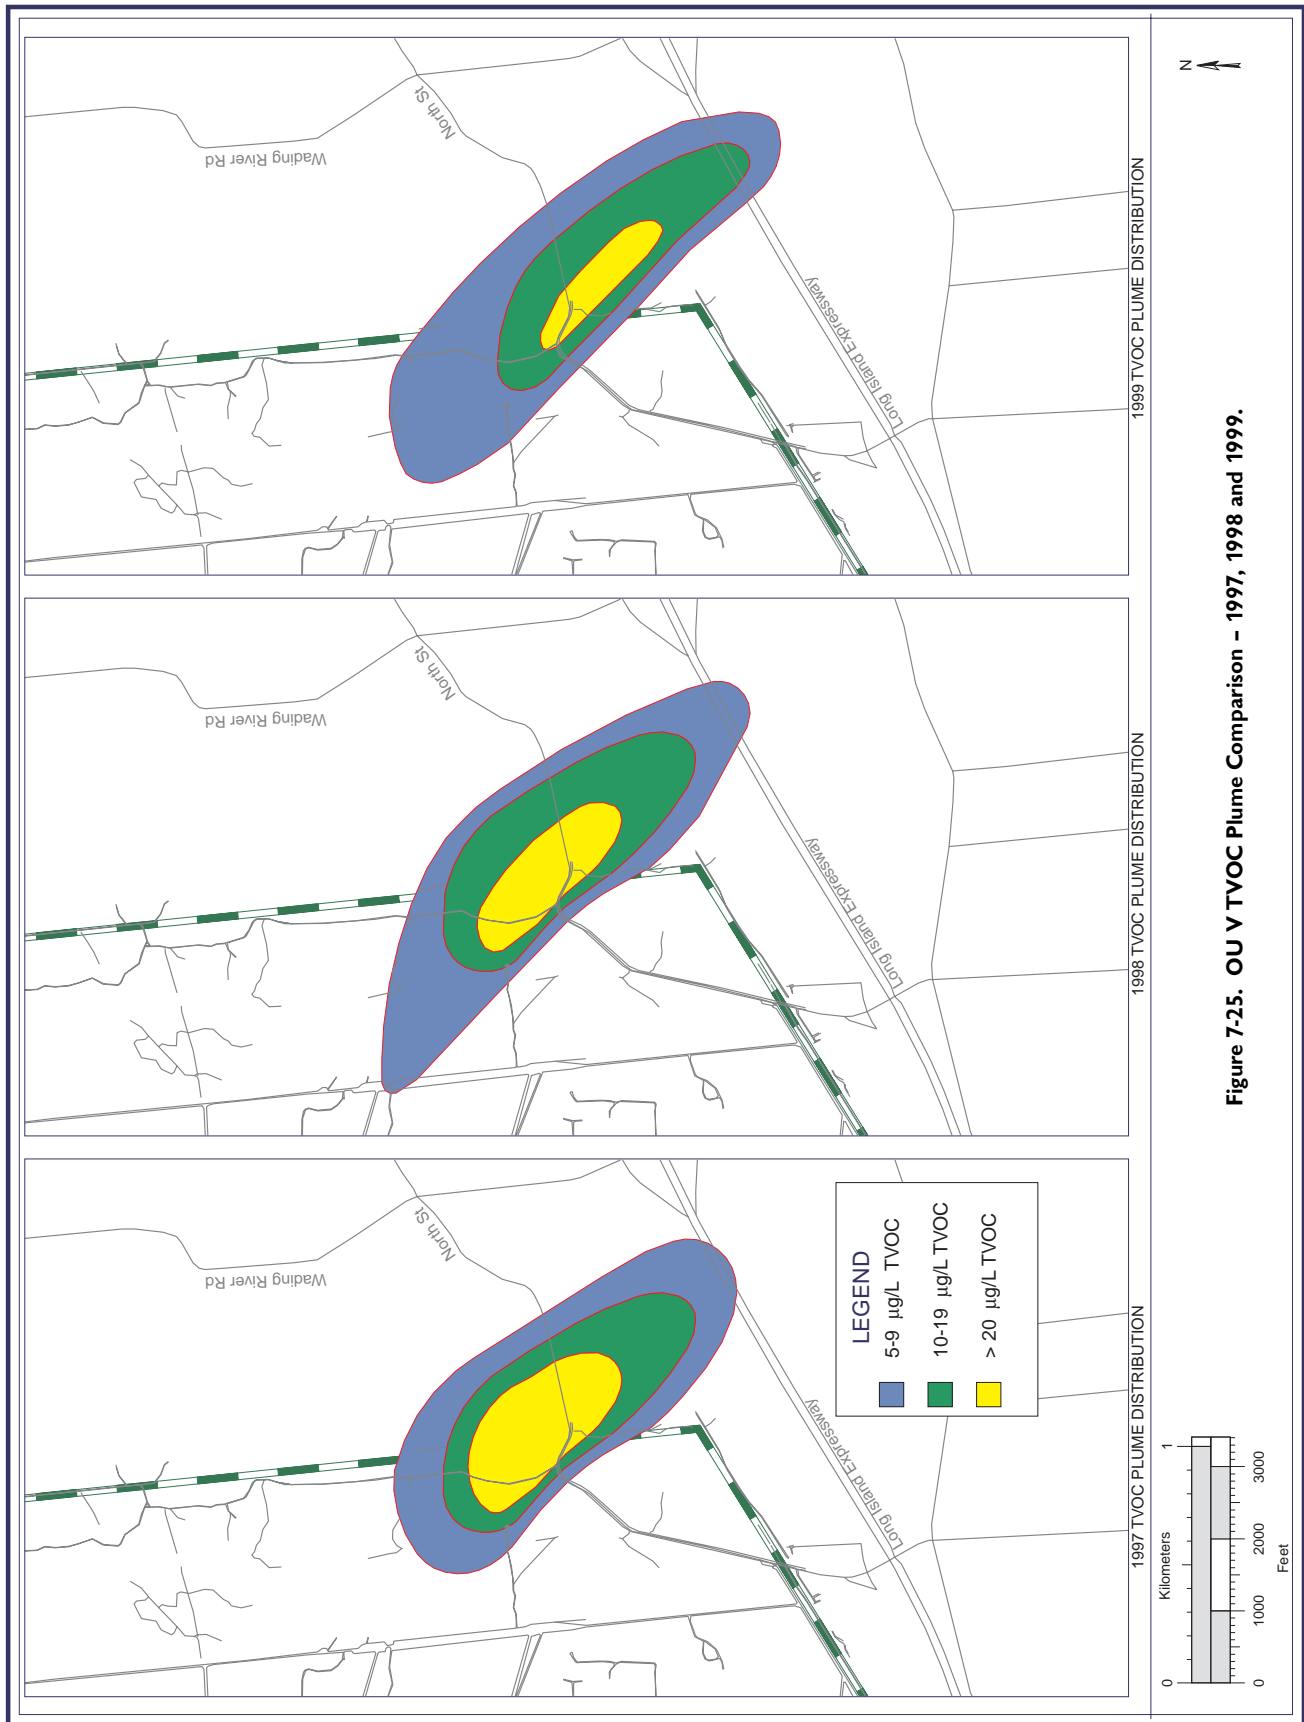 Wading River Rd
North St
Long Island Expressway
1997 TVOC PLUME DISTRIBUTION
LEGEND
5-9 µg/L TVOC
10-19 µg/L TVOC
> 20 µg/L TVOC
Wading River Rd
North St
Long Island Expressway
1998 TVOC PLUME DISTRIBUTION
Wading River Rd
North St
Long Island Expressway
1999 TVOC PLUME DISTRIBUTION
Kilometers
0 1
0 1000 2000 3000
Feet
N
Figure 7-25. OU V TVOC Plume Comparison – 1997, 1998 and 1999.